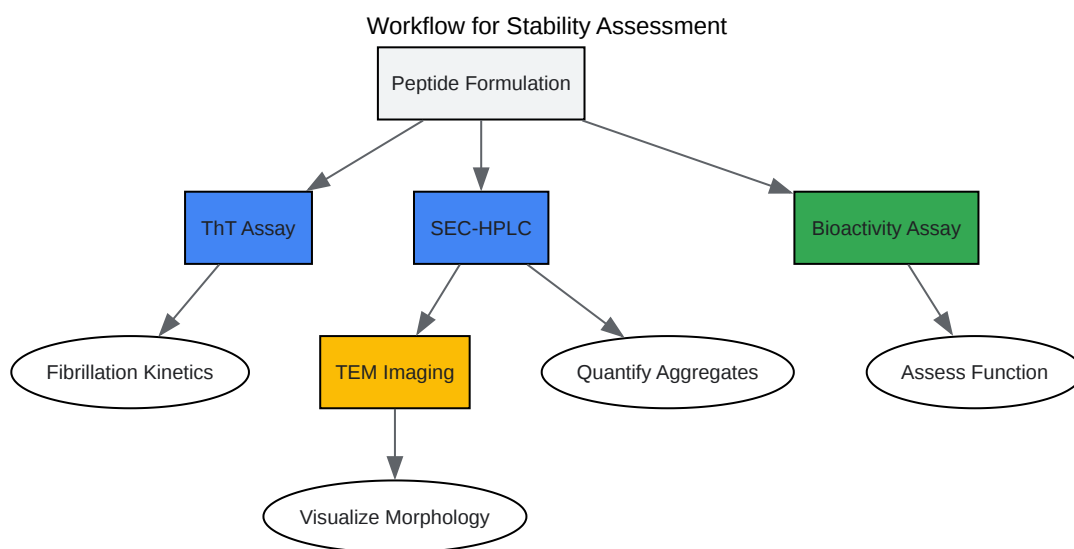 Workflow for Stability Assessment
Peptide Formulation
ThT Assay
SEC-HPLC
Bioactivity Assay
Fibrillation Kinetics
TEM Imaging
Quantify Aggregates
Assess Function
Visualize Morphology